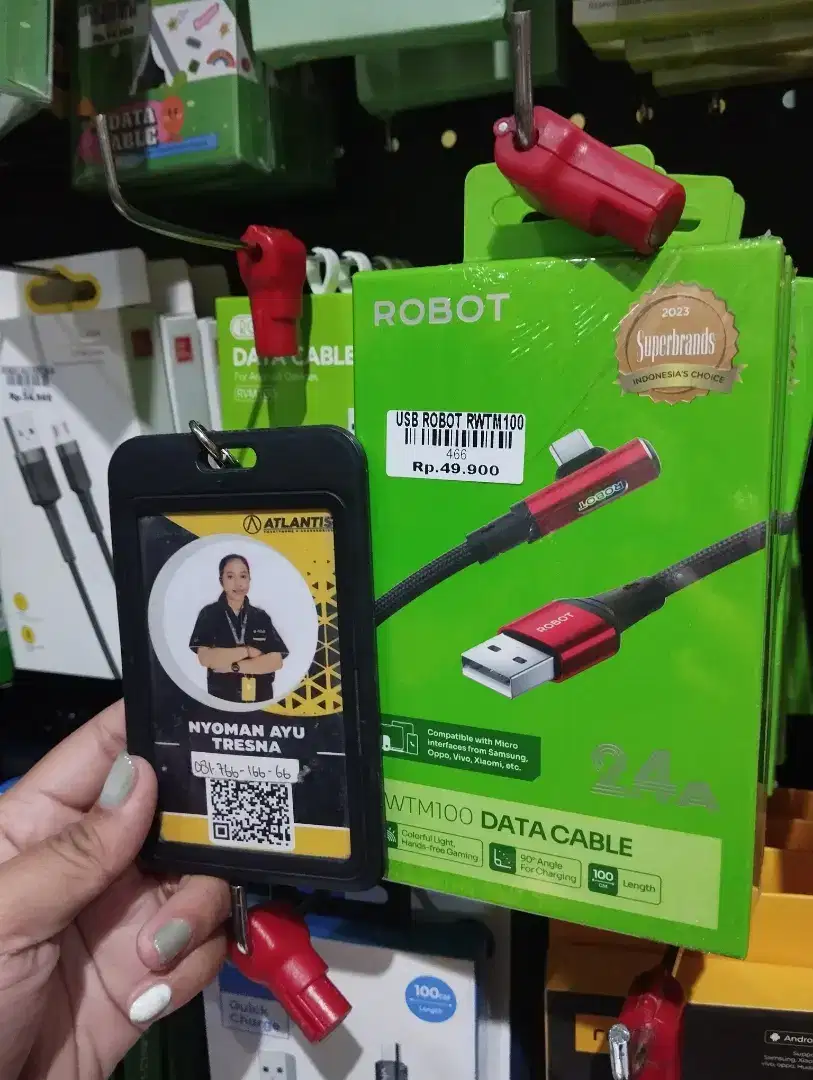 DATA
CABLE
ROBOT
2023
Superbrands
INDONESIA'S CHOICE
DATA CABLE
USB ROBOT RWTM100
466
Rp.49.900
ROBOT
ROBOT
ATLANTIS
NYOMAN AYU
TRESNA
081-766-166-66
Compatible with Micro
interfaces from Samsung,
Oppo, Vivo, Xiaomi, etc.
2.4A
WTM100 DATA CABLE
Colorful Light,
Hands-free Gaming
90° Angle
For Charging
100
CM
Length
Quick
Charge
100cm
Length